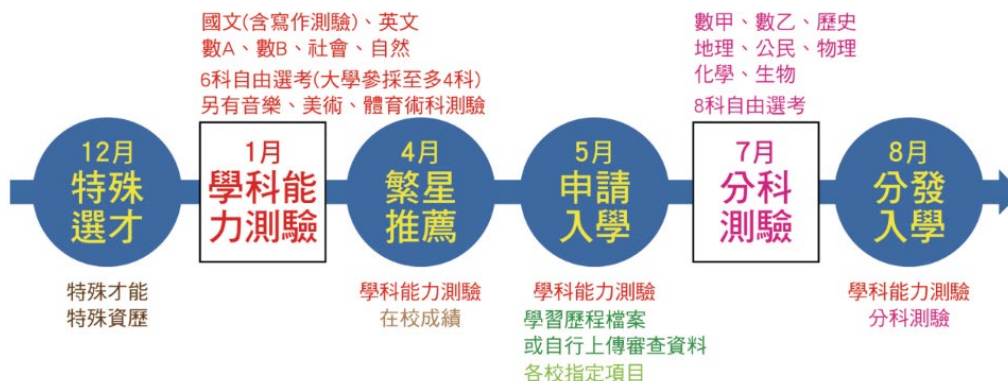 國文(含寫作測驗)、英文
數A、數B、社會、自然
6科自由選考(大學參採至多4科)
另有音樂、美術、體育術科測驗
數甲、數乙、歷史
地理、公民、物理
化學、生物
8科自由選考
12月
特殊
選才
1月
學科能
力測驗
4月
繁星
推薦
5月
申請
入學
7月
分科
測驗
8月
分發
入學
特殊才能
特殊資歷
學科能力測驗
在校成績
學科能力測驗
學習歷程檔案
或自行上傳審查資料
各校指定項目
學科能力測驗
分科測驗